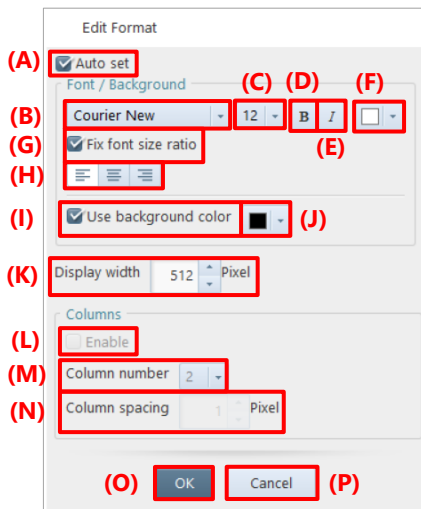 Edit Format
(A) Auto set
Font / Background (C) (D) (F)
(B) Courier New 12 B I
(G) Fix font size ratio (E)
(H)
(I) Use background color (J)
(K) Display width 512 Pixel
Columns
(L) Enable
(M) Column number 2
(N) Column spacing 1 Pixel
(O) OK Cancel (P)